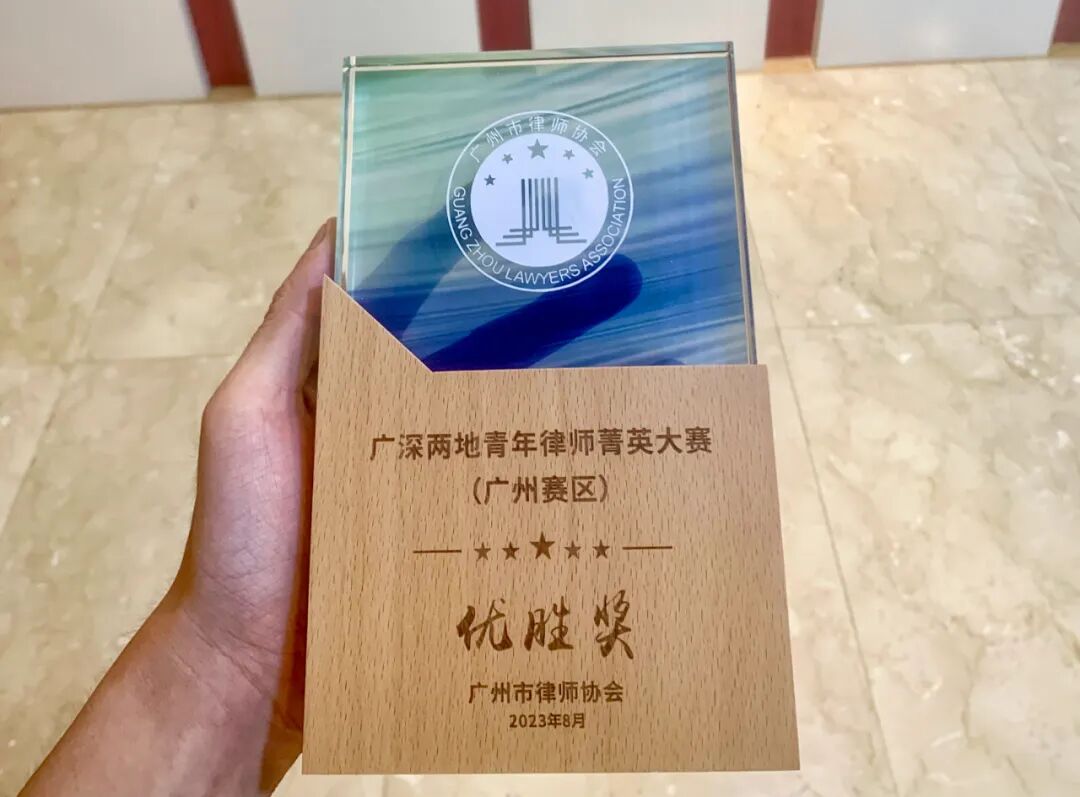 广州市律师协会
GUANG ZHOU LAWYERS ASSOCIATION
广深两地青年律师菁英大赛
(广州赛区)
优胜奖
广州市律师协会
2023年8月